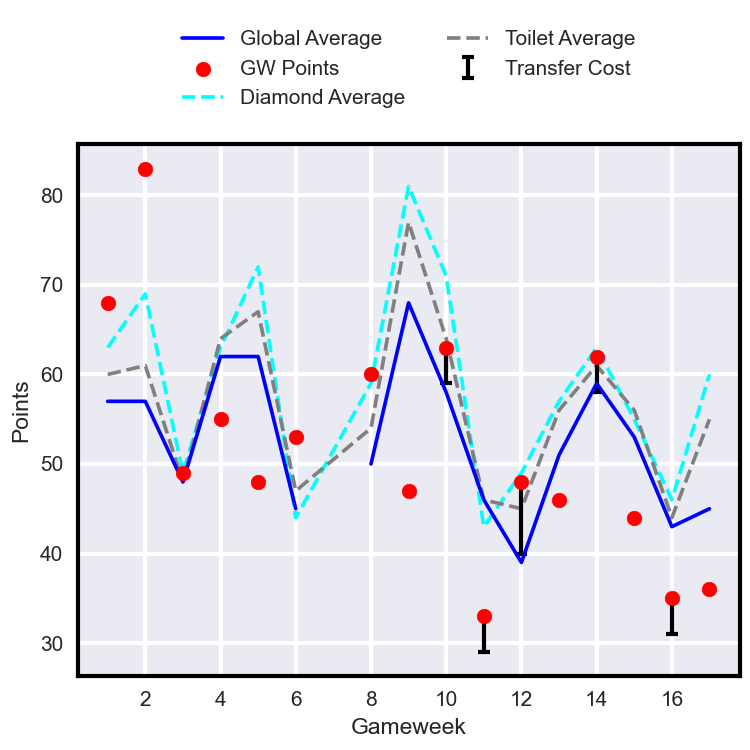 Global Average
GW Points
Diamond Average
Toilet Average
Transfer Cost
80
70
60
50
40
30
Points
2 4 6 8 10 12 14 16
Gameweek